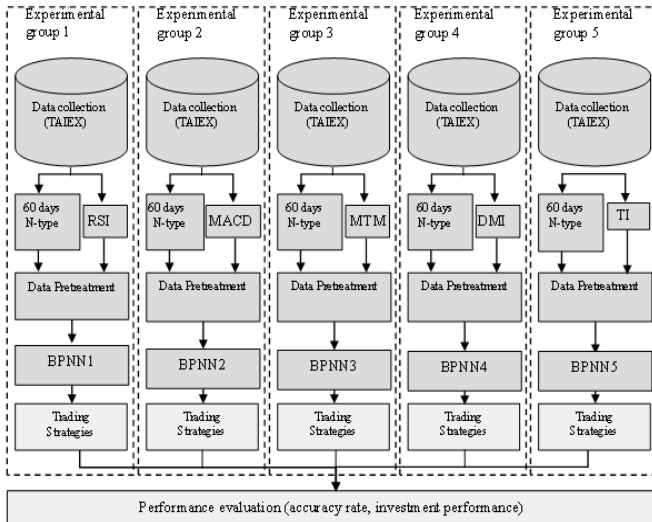 Experimental
group 1
Experimental
group 2
Experimental
group 3
Experimental
group 4
Experimental
group 5
Data collection
(TAIEX)
Data collection
(TAIEX)
Data collection
(TAIEX)
Data collection
(TAIEX)
Data collection
(TAIEX)
60 days
N-type
RSI
60 days
N-type
MACD
60 days
N-type
MTM
60 days
N-type
DMI
60 days
N-type
TI
Data Pretreatment
Data Pretreatment
Data Pretreatment
Data Pretreatment
Data Pretreatment
BPNN1
BPNN2
BPNN3
BPNN4
BPNN5
Trading
Strategies
Trading
Strategies
Trading
Strategies
Trading
Strategies
Trading
Strategies
Performance evaluation (accuracy rate, investment performance)